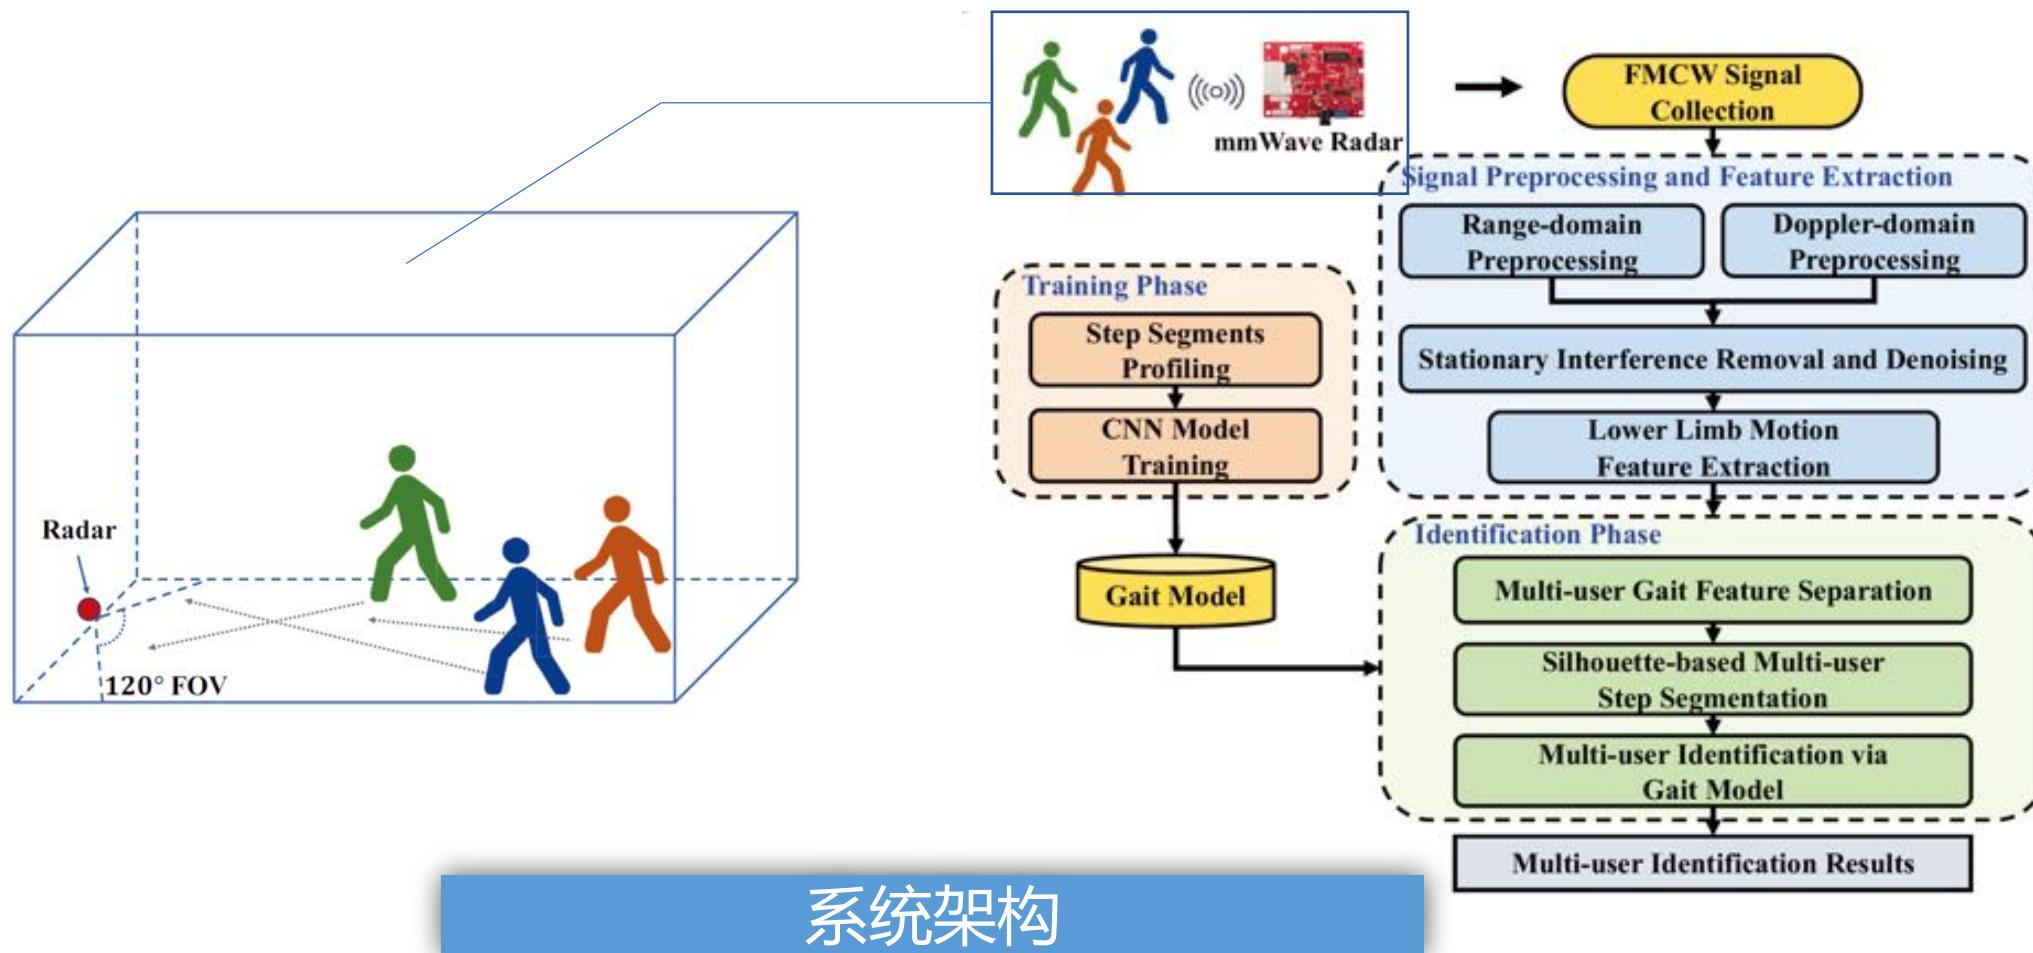 mmWave Radar
FMCW Signal
Collection
Signal Preprocessing and Feature Extraction
Range-domain
Preprocessing
Doppler-domain
Preprocessing
Stationary Interference Removal and Denoising
Lower Limb Motion
Feature Extraction
Training Phase
Step Segments
Profiling
CNN Model
Training
Gait Model
Identification Phase
Multi-user Gait Feature Separation
Silhouette-based Multi-user
Step Segmentation
Multi-user Identification via
Gait Model
Multi-user Identification Results
Radar
120° FOV
系统架构